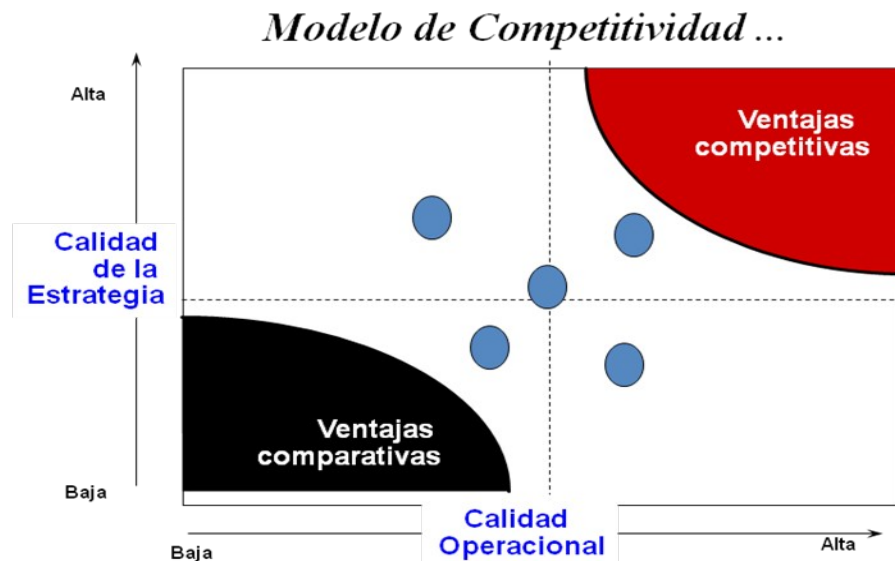 Modelo de Competitividad ...
Alta
Ventajas
competitivas
Calidad
de la
Estrategia
Ventajas
comparativas
Baja
Calidad
Operacional
Baja
Alta